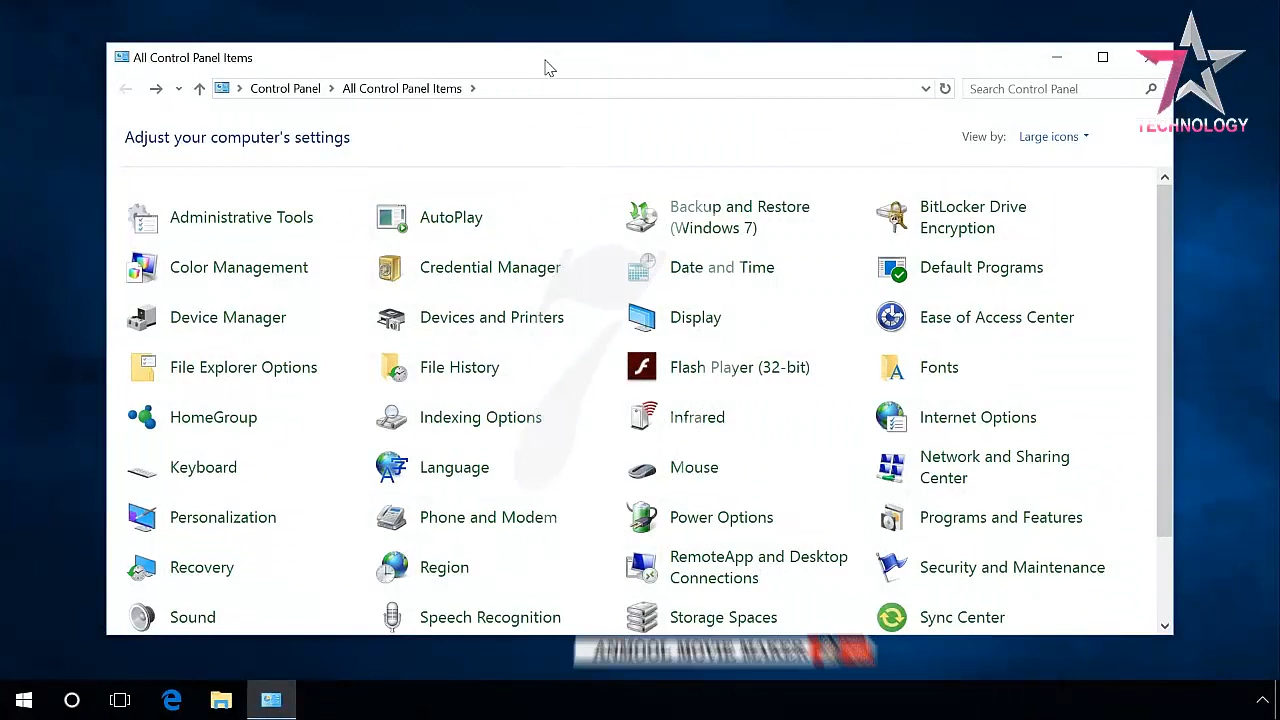 All Control Panel Items
Control Panel
All Control Panel Items
Search Control Panel
7
TECHNOLOGY
Adjust your computer's settings
View by:
Large icons
Administrative Tools
AutoPlay
Backup and Restore
(Windows 7)
BitLocker Drive
Encryption
Color Management
Credential Manager
Date and Time
Default Programs
Device Manager
Devices and Printers
Display
Ease of Access Center
File Explorer Options
File History
Flash Player (32-bit)
Fonts
HomeGroup
Indexing Options
Infrared
Internet Options
Keyboard
Language
Mouse
Network and Sharing
Center
Personalization
Phone and Modem
Power Options
Programs and Features
Recovery
Region
RemoteApp and Desktop
Connections
Security and Maintenance
Sound
Speech Recognition
Storage Spaces
Sync Center